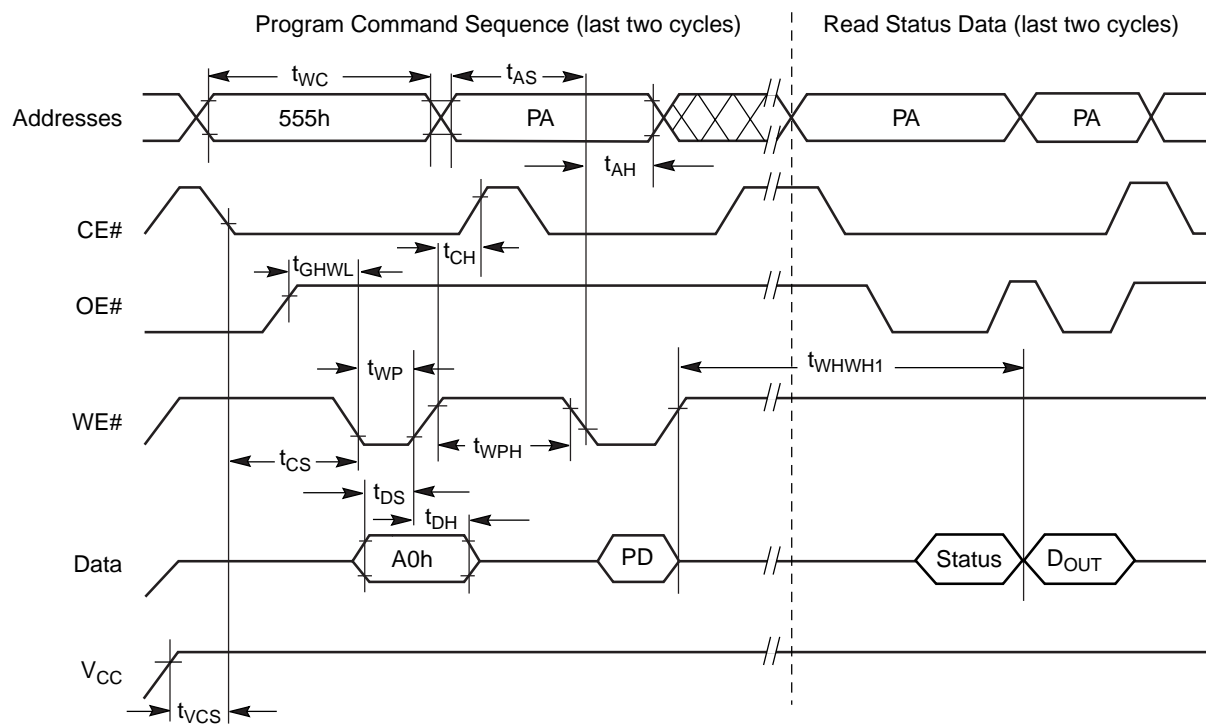 Program Command Sequence (last two cycles)
Read Status Data (last two cycles)
tWC
tAS
Addresses
555h
PA
PA
PA
tAH
CE#
tCH
tGHWL
OE#
tWP
tWHWH1
WE#
tWPH
tCS
tDS
tDH
Data
A0h
PD
Status
DOUT
VCC
tVCS